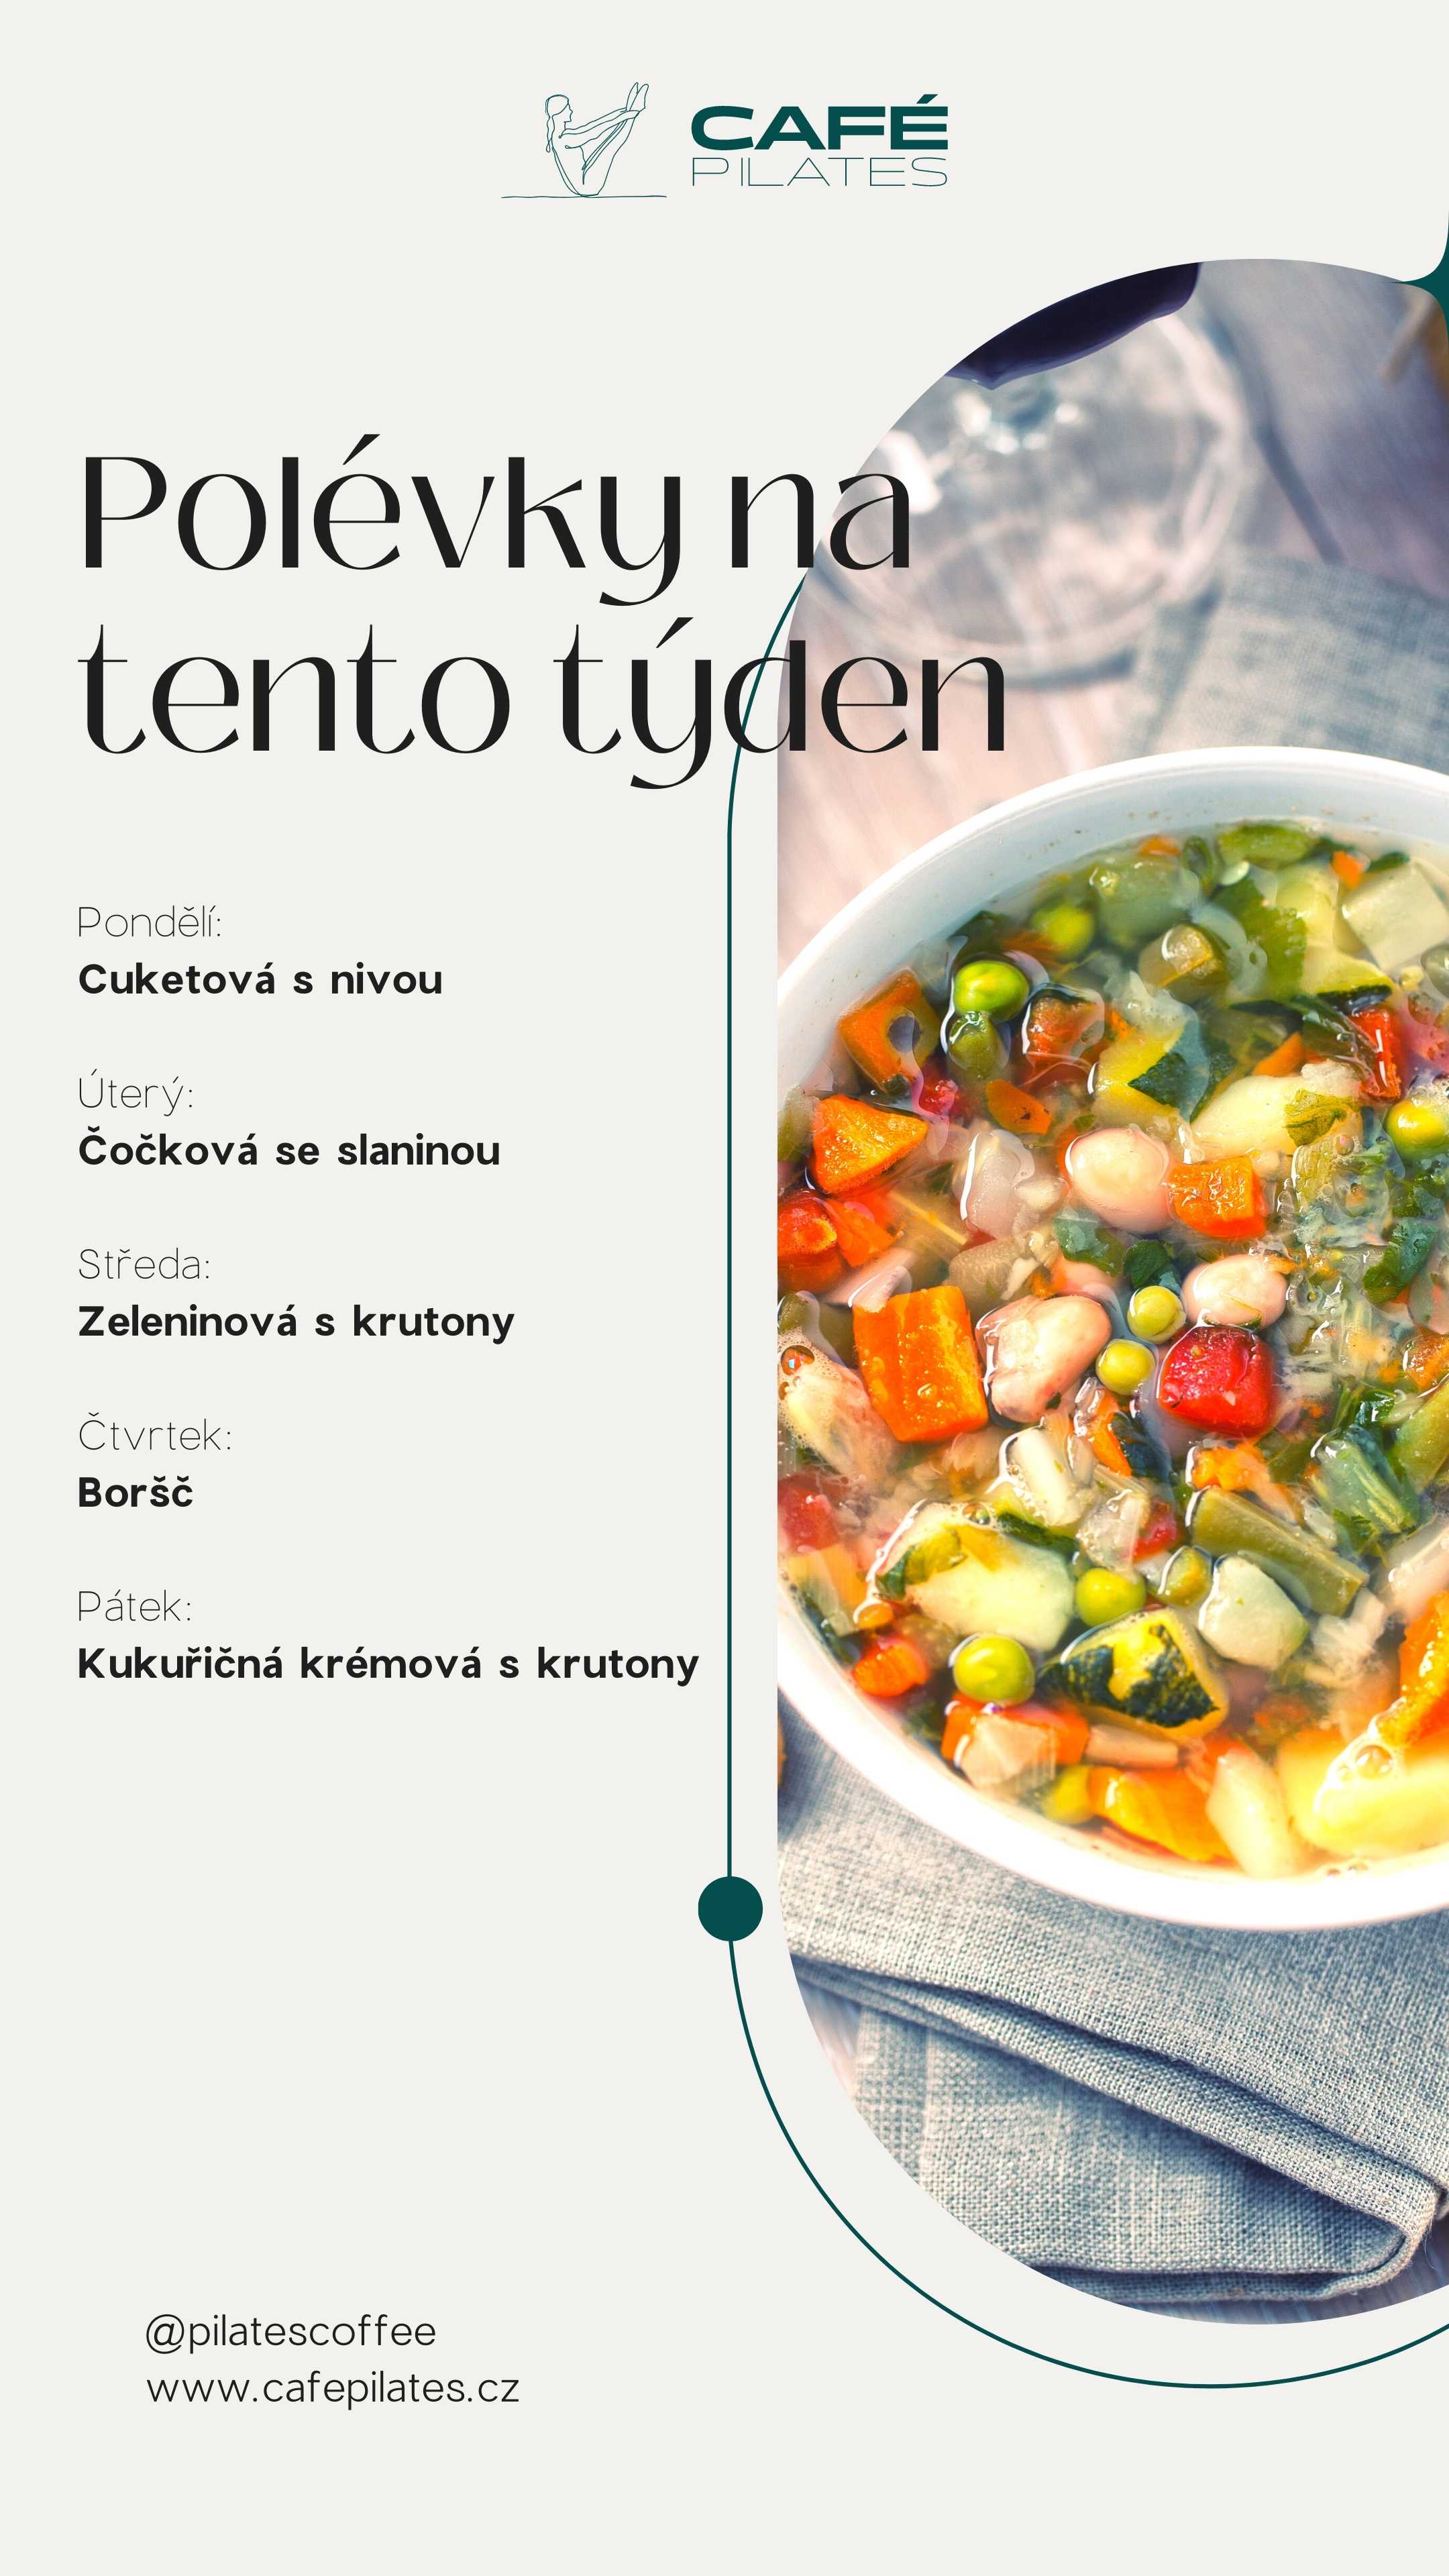 CAFÉ
PILATES
Polévky na
tento týden
Pondělí:
Cuketová s nivou
Úterý:
Čočková se slaninou
Středa:
Zeleninová s krutony
Čtvrtek:
Boršč
Pátek:
Kukuřičná krémová s krutony
@pilatescoffee
www.cafepilates.cz